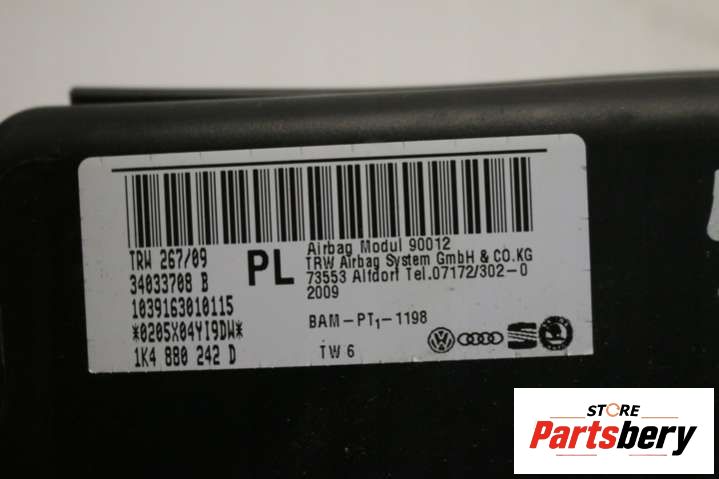 TRW 267/09
34033708 B
1039163010115
*0205X04YI9DW*
1K4 880 242 D
PL
Airbag Modul 90012
TRW Airbag System GmbH & CO.KG
73553 Alfdorf Tel.07172/302-0
2009
BAM-PT1-1198
TW 6
STORE
Partsbery